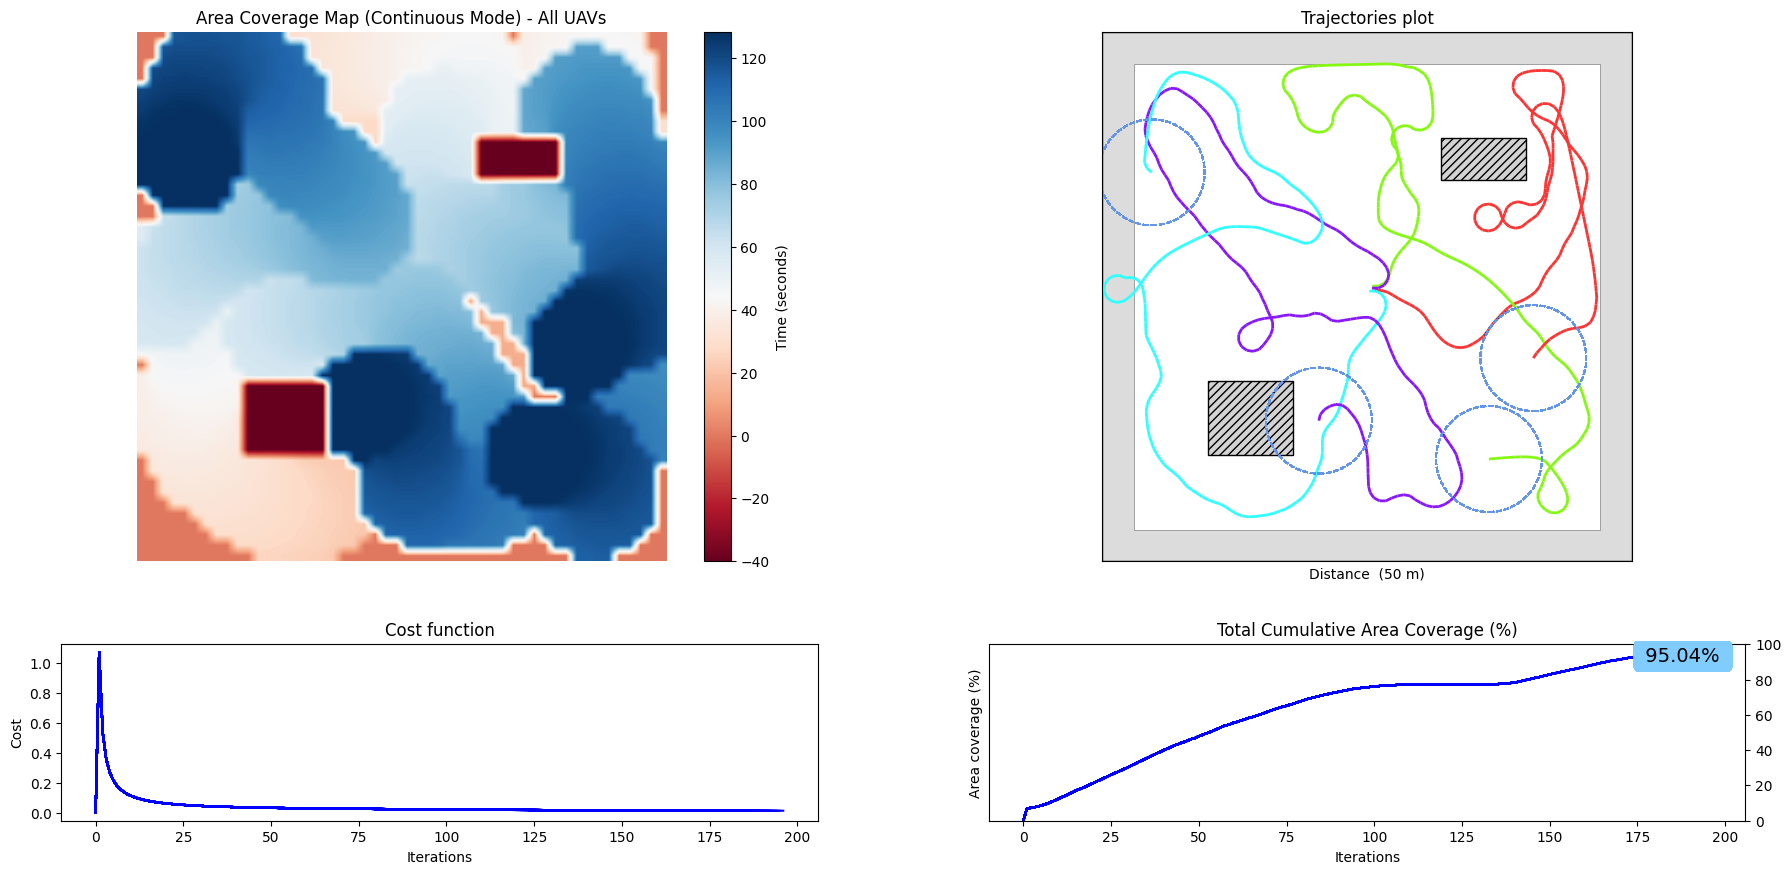 Area Coverage Map (Continuous Mode) - All UAVs
120
100
80
60
40
20
0
−20
−40
Time (seconds)
Trajectories plot
Distance  (50 m)
Cost function
1.0
0.8
0.6
0.4
0.2
0.0
Cost
0 25 50 75 100 125 150 175 200
Iterations
Total Cumulative Area Coverage (%)
95.04%
Area coverage (%)
100
80
60
40
20
0
0 25 50 75 100 125 150 175 200
Iterations